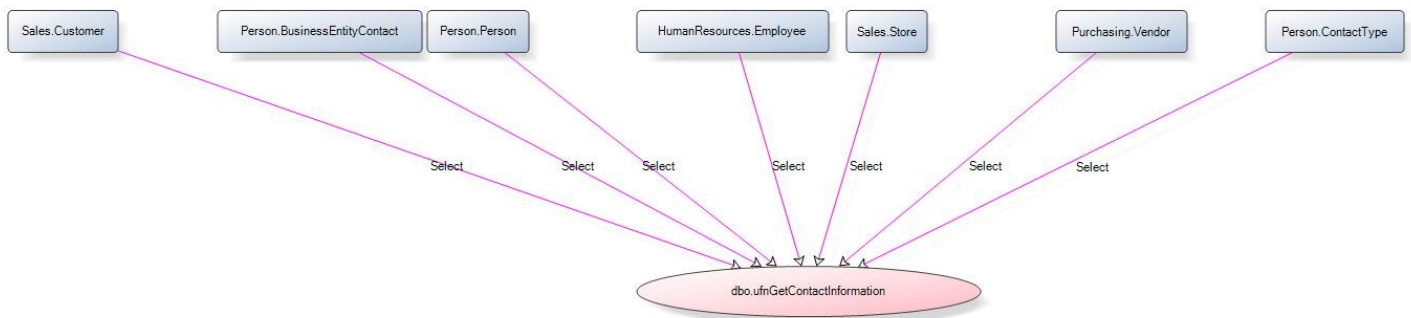 Sales.Customer
Person.BusinessEntityContact
Person.Person
HumanResources.Employee
Sales.Store
Purchasing.Vendor
Person.ContactType
Select
Select
Select
Select
Select
Select
Select
dbo.ufnGetContactInformation